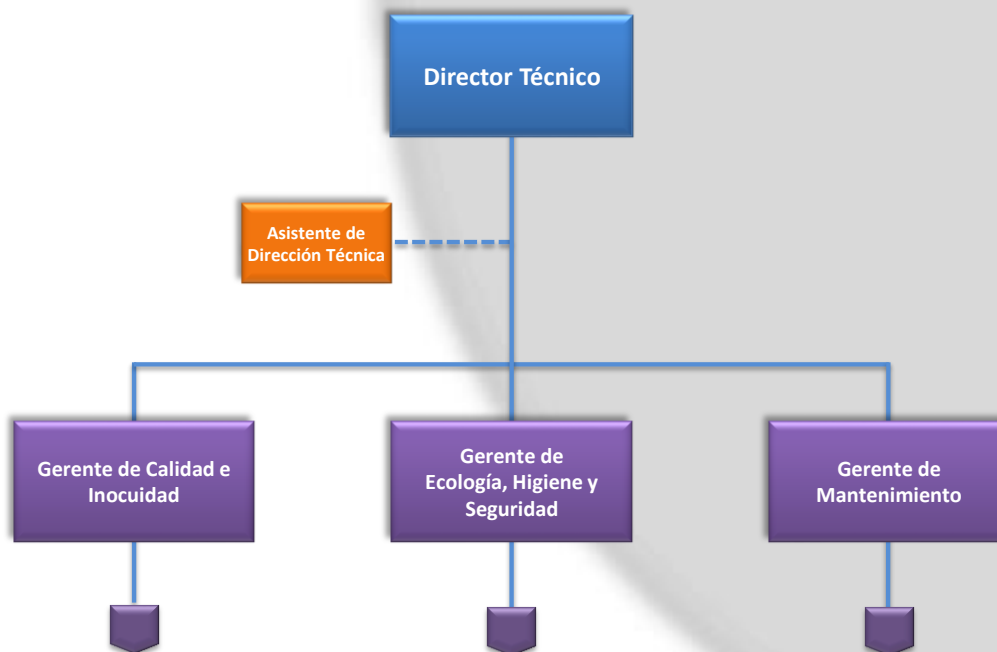 Director Técnico
Asistente de
Dirección Técnica
Gerente de Calidad e
Inocuidad
Gerente de
Ecología, Higiene y
Seguridad
Gerente de
Mantenimiento